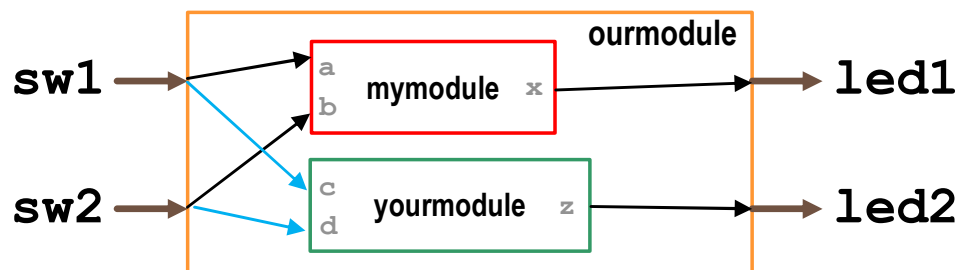 ourmodule
sw1
a
mymodule
x
led1
b
c
sw2
yourmodule
z
led2
d